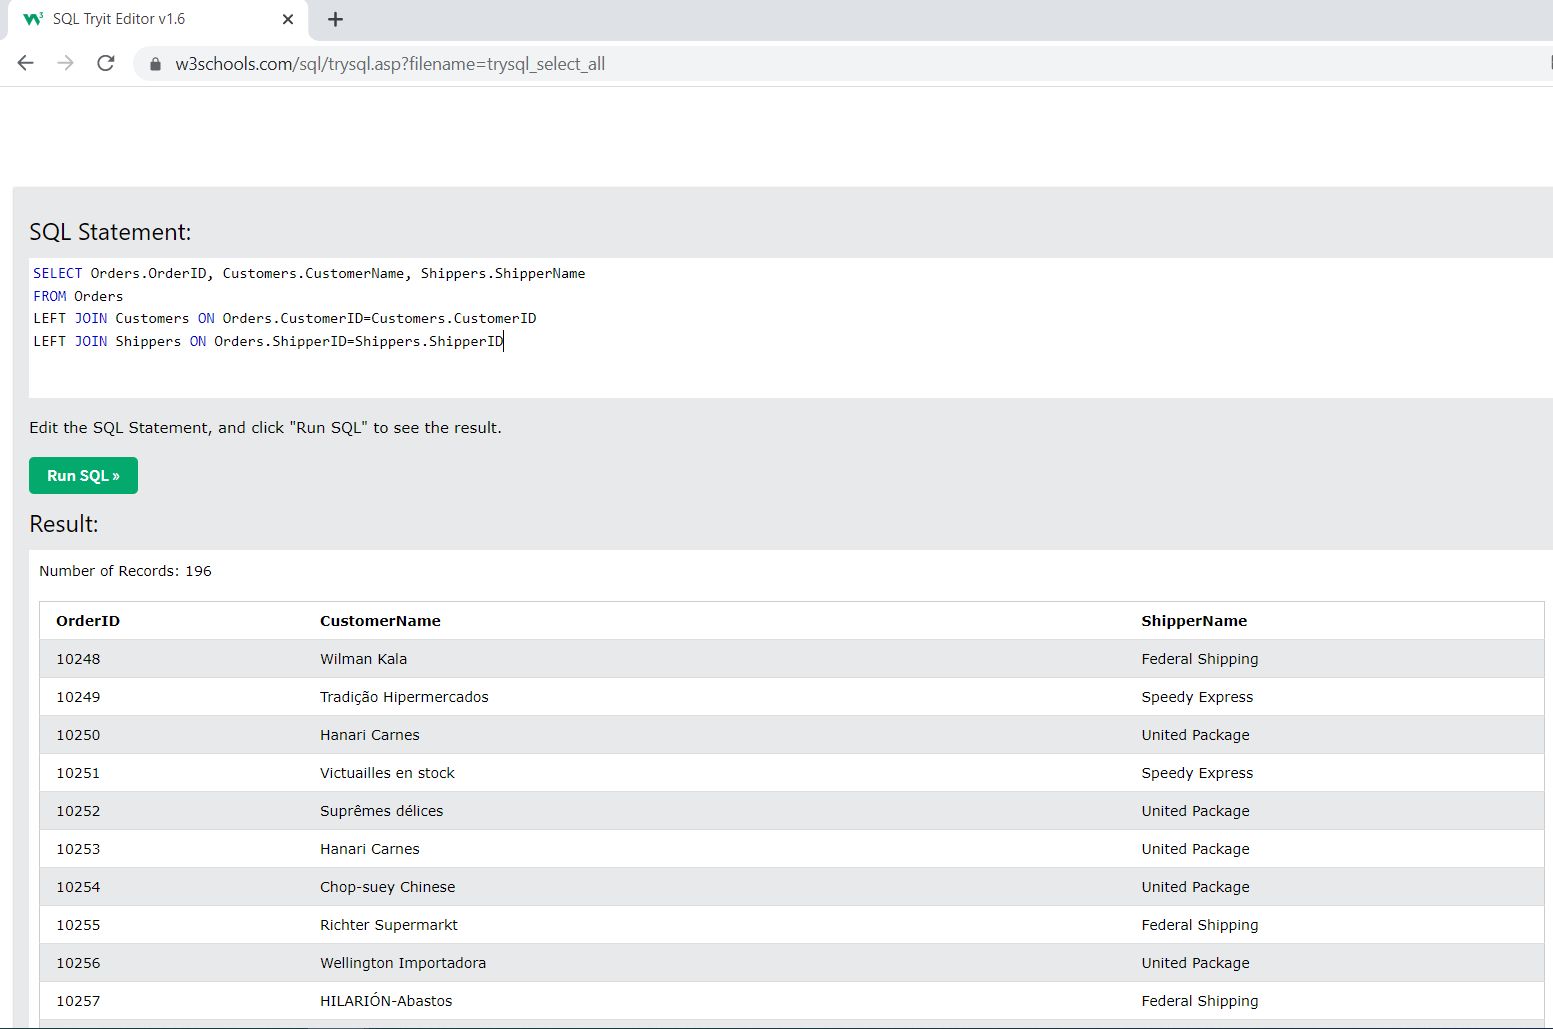 SQL Tryit Editor v1.6
w3schools.com/sql/trysql.asp?filename=trysql_select_all
SQL Statement:
SELECT Orders.OrderID, Customers.CustomerName, Shippers.ShipperName
FROM Orders
LEFT JOIN Customers ON Orders.CustomerID=Customers.CustomerID
LEFT JOIN Shippers ON Orders.ShipperID=Shippers.ShipperID
Edit the SQL Statement, and click "Run SQL" to see the result.
Run SQL »
Result:
Number of Records: 196
OrderID CustomerName ShipperName
10248 Wilman Kala Federal Shipping
10249 Tradição Hipermercados Speedy Express
10250 Hanari Carnes United Package
10251 Victuailles en stock Speedy Express
10252 Suprêmes délices United Package
10253 Hanari Carnes United Package
10254 Chop-suey Chinese United Package
10255 Richter Supermarkt Federal Shipping
10256 Wellington Importadora United Package
10257 HILARIÓN-Abastos Federal Shipping